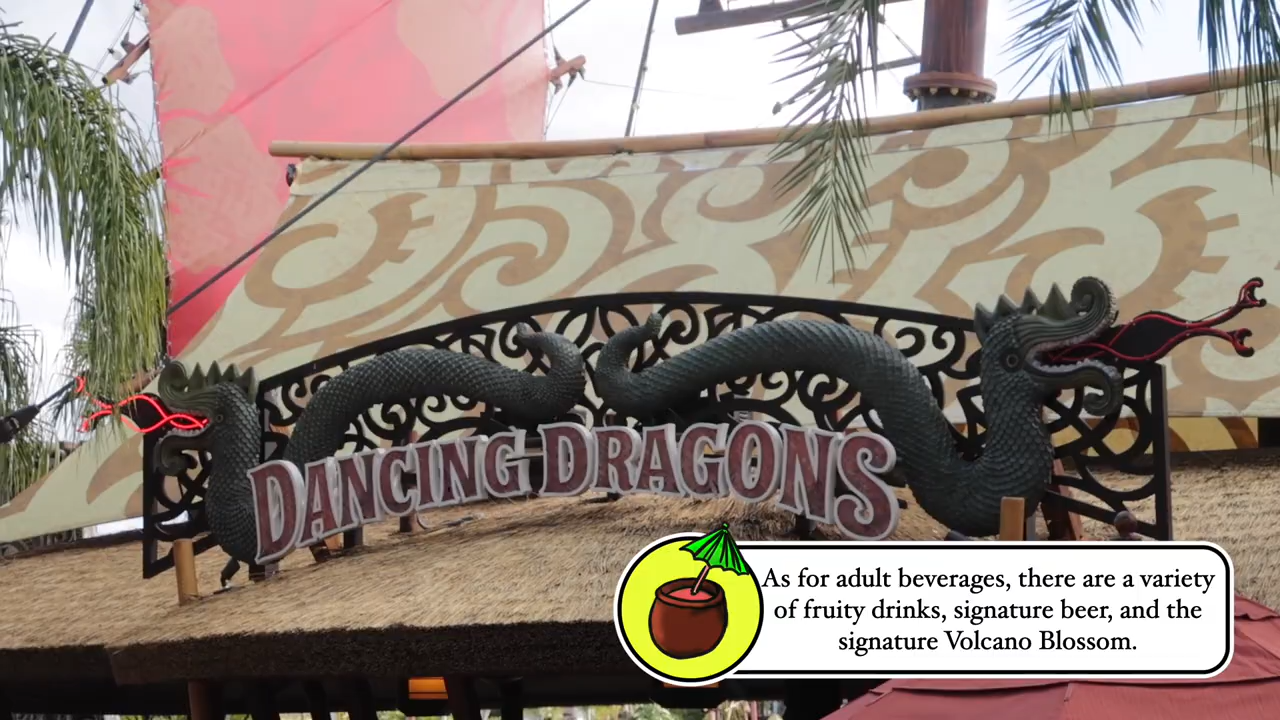 DANCING DRAGONS
As for adult beverages, there are a variety
of fruity drinks, signature beer, and the
signature Volcano Blossom.